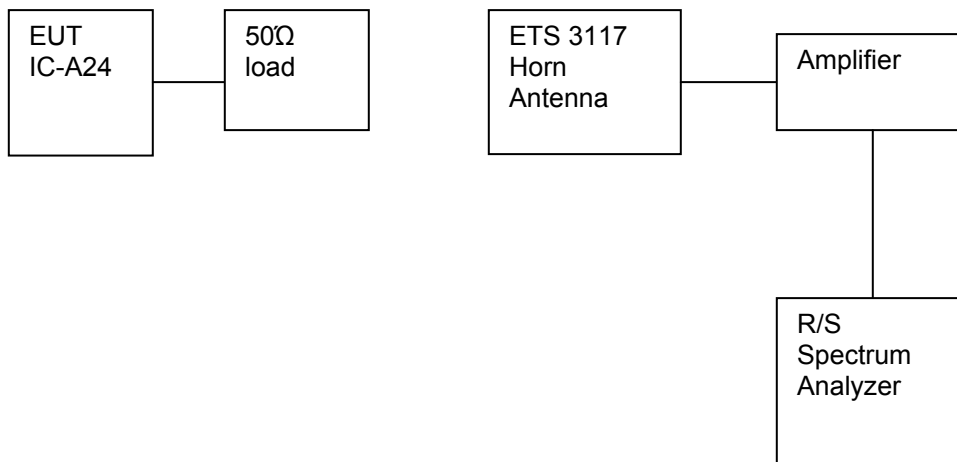 EUT
IC-A24
50Ω
load
ETS 3117
Horn
Antenna
Amplifier
R/S
Spectrum
Analyzer